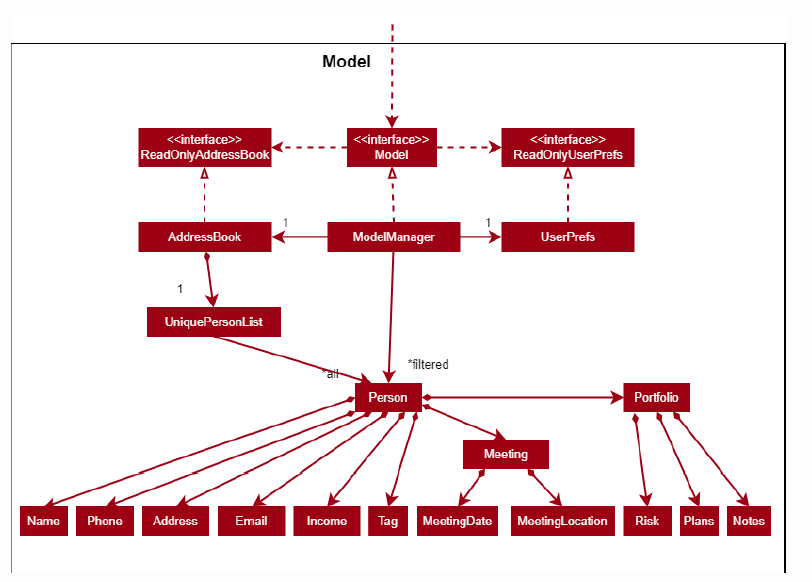 Model
<<interface>>
ReadOnlyAddressBook
<<interface>>
Model
<<interface>>
ReadOnlyUserPrefs
AddressBook
1
ModelManager
1
UserPrefs
1
UniquePersonList
*all
*filtered
Person
Portfolio
Meeting
Name
Phone
Address
Email
Income
Tag
MeetingDate
MeetingLocation
Risk
Plans
Notes